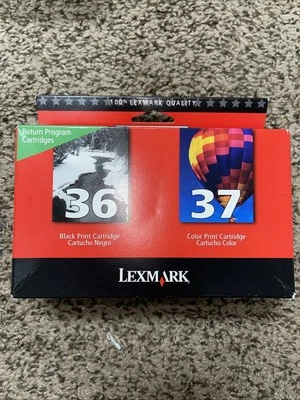 100% LEXMARK QUALITY
Return Program
Cartridges
36
37
Black Print Cartridge
Cartucho Negro
Color Print Cartridge
Cartucho Color
LEXMARK